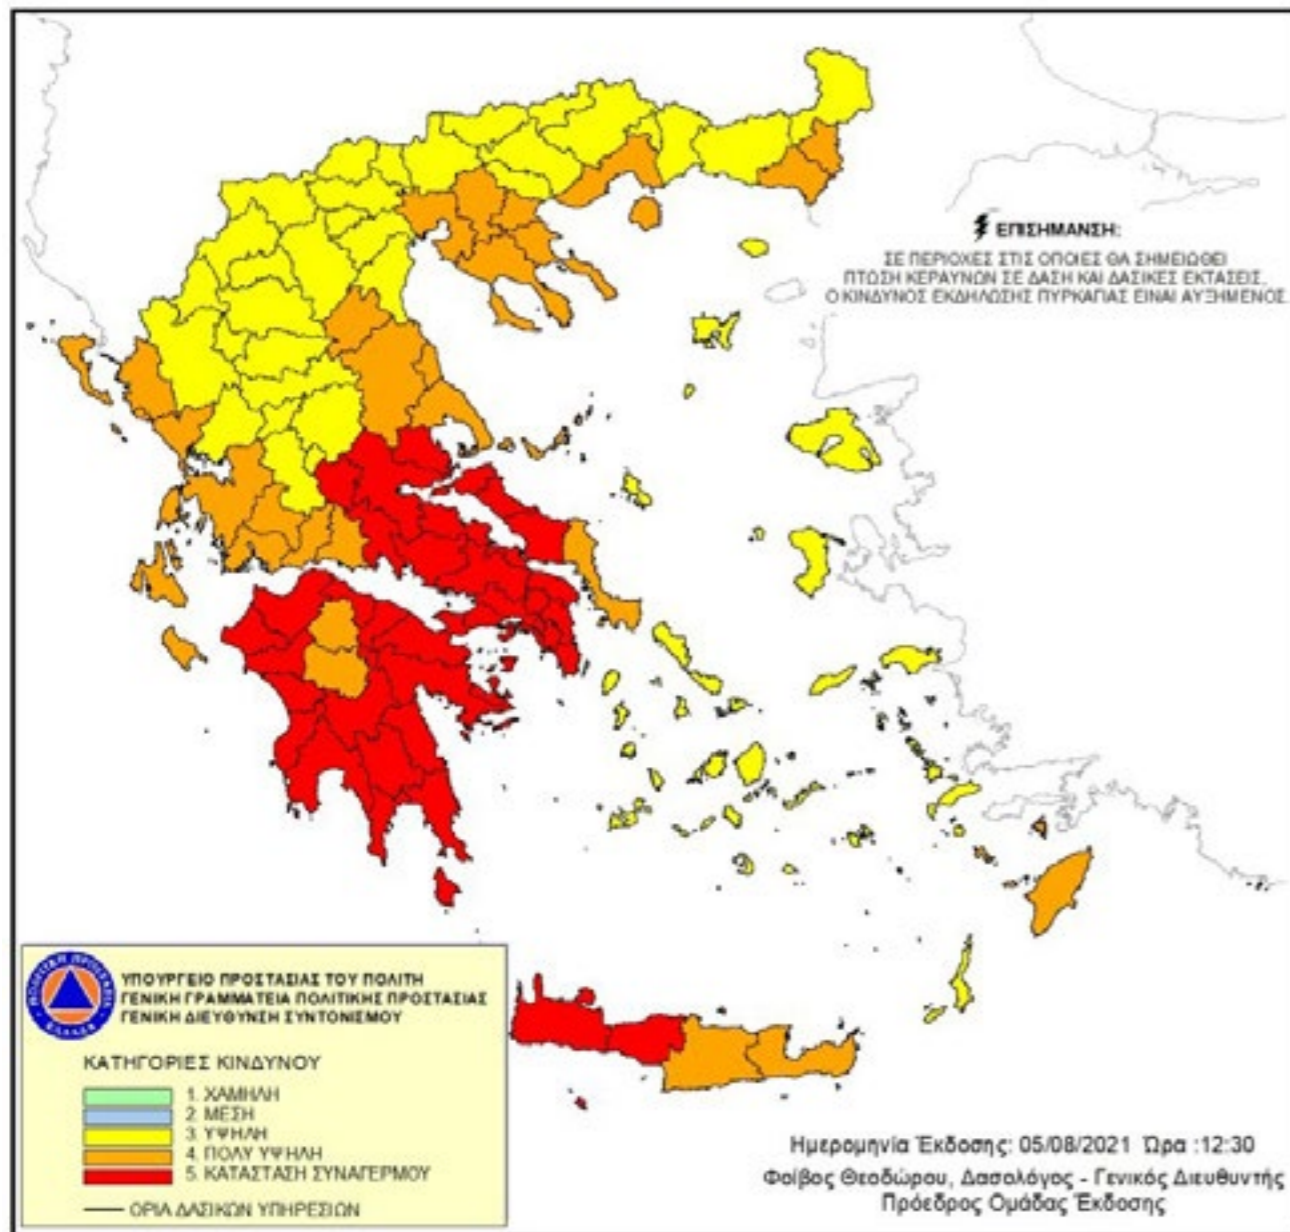 ΕΠΙΣΗΜΑΝΣΗ:
ΣΕ ΠΕΡΙΟΧΕΣ ΣΤΙΣ ΟΠΟΙΕΣ ΘΑ ΣΗΜΕΙΩΘΕΙ
ΠΤΩΣΗ ΚΕΡΑΥΝΩΝ ΣΕ ΔΑΣΗ ΚΑΙ ΔΑΣΙΚΕΣ ΕΚΤΑΣΕΙΣ,
Ο ΚΙΝΔΥΝΟΣ ΕΚΔΗΛΩΣΗΣ ΠΥΡΚΑΓΙΑΣ ΕΙΝΑΙ ΑΥΞΗΜΕΝΟΣ.
ΠΟΛΙΤΙΚΗ ΠΡΟΣΤΑΣΙΑ
ΕΛΛΑΣ
ΥΠΟΥΡΓΕΙΟ ΠΡΟΣΤΑΣΙΑΣ ΤΟΥ ΠΟΛΙΤΗ
ΓΕΝΙΚΗ ΓΡΑΜΜΑΤΕΙΑ ΠΟΛΙΤΙΚΗΣ ΠΡΟΣΤΑΣΙΑΣ
ΓΕΝΙΚΗ ΔΙΕΥΘΥΝΣΗ ΣΥΝΤΟΝΙΣΜΟΥ
ΚΑΤΗΓΟΡΙΕΣ ΚΙΝΔΥΝΟΥ
1. ΧΑΜΗΛΗ
2. ΜΕΣΗ
3. ΥΨΗΛΗ
4. ΠΟΛΥ ΥΨΗΛΗ
5. ΚΑΤΑΣΤΑΣΗ ΣΥΝΑΓΕΡΜΟΥ
ΟΡΙΑ ΔΑΣΙΚΩΝ ΥΠΗΡΕΣΙΩΝ
Ημερομηνία Έκδοσης: 05/08/2021 Ώρα :12:30
Φοίβος Θεοδώρου, Δασολόγος - Γενικός Διευθυντής
Πρόεδρος Ομάδας Έκδοσης